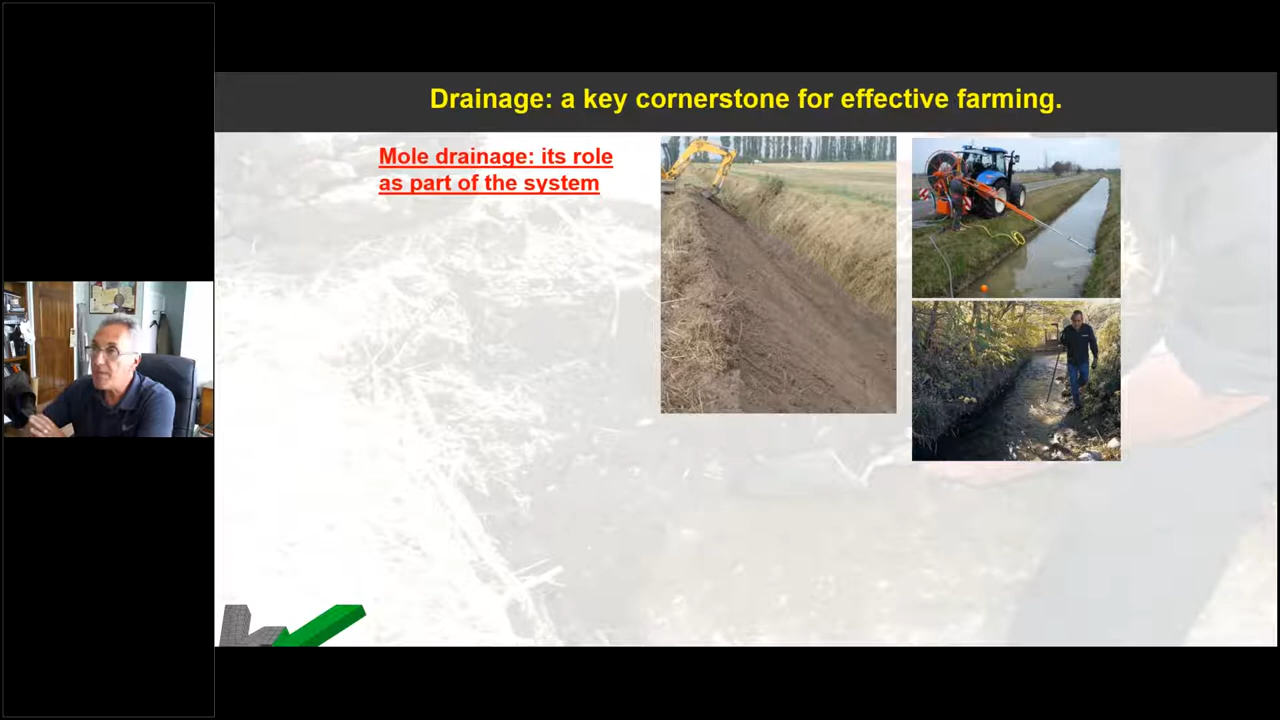 Drainage: a key cornerstone for effective farming.
Mole drainage: its role
as part of the system